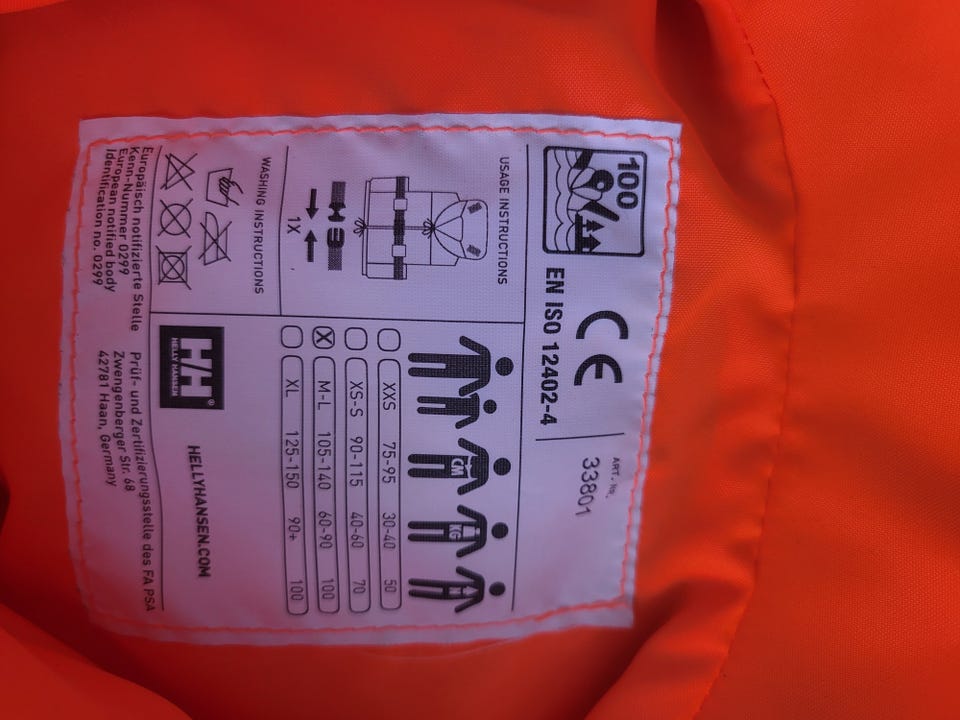 100
EN ISO 12402-4
CE
ART. Nr.
33801
USAGE INSTRUCTIONS
1X
WASHING INSTRUCTIONS
CM KG
XXS 75-95 30-40 50
XS-S 90-115 40-60 70
X M-L 105-140 60-90 100
XL 125-150 90+ 100
HH®
HELLY HANSEN
HELLYHANSEN.COM
Europäisch notifizierte Stelle
Kenn-Nummer 0299
European notified body
Identification no. 0299
Prüf- und Zertifizierungsstelle des FA PSA
Zwengenberger Str. 68
42781 Haan, Germany